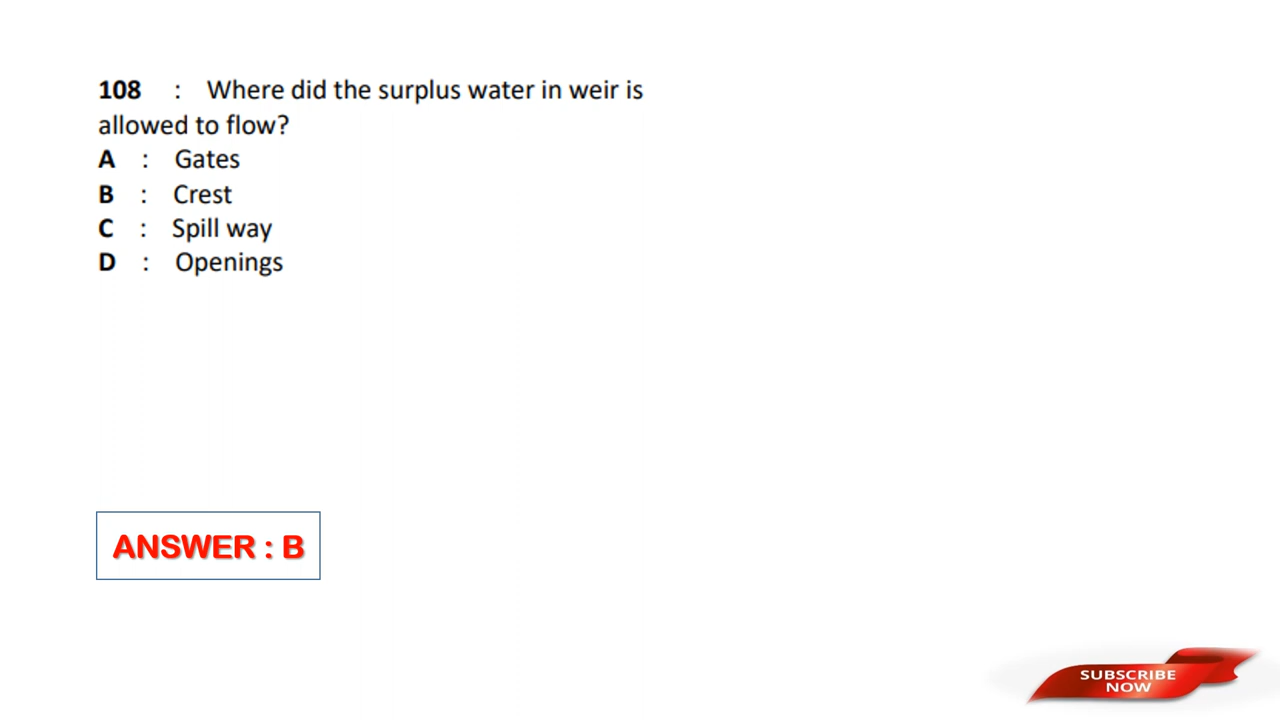 108 : Where did the surplus water in weir is
allowed to flow?
A : Gates
B : Crest
C : Spill way
D : Openings
ANSWER : B
SUBSCRIBE
NOW